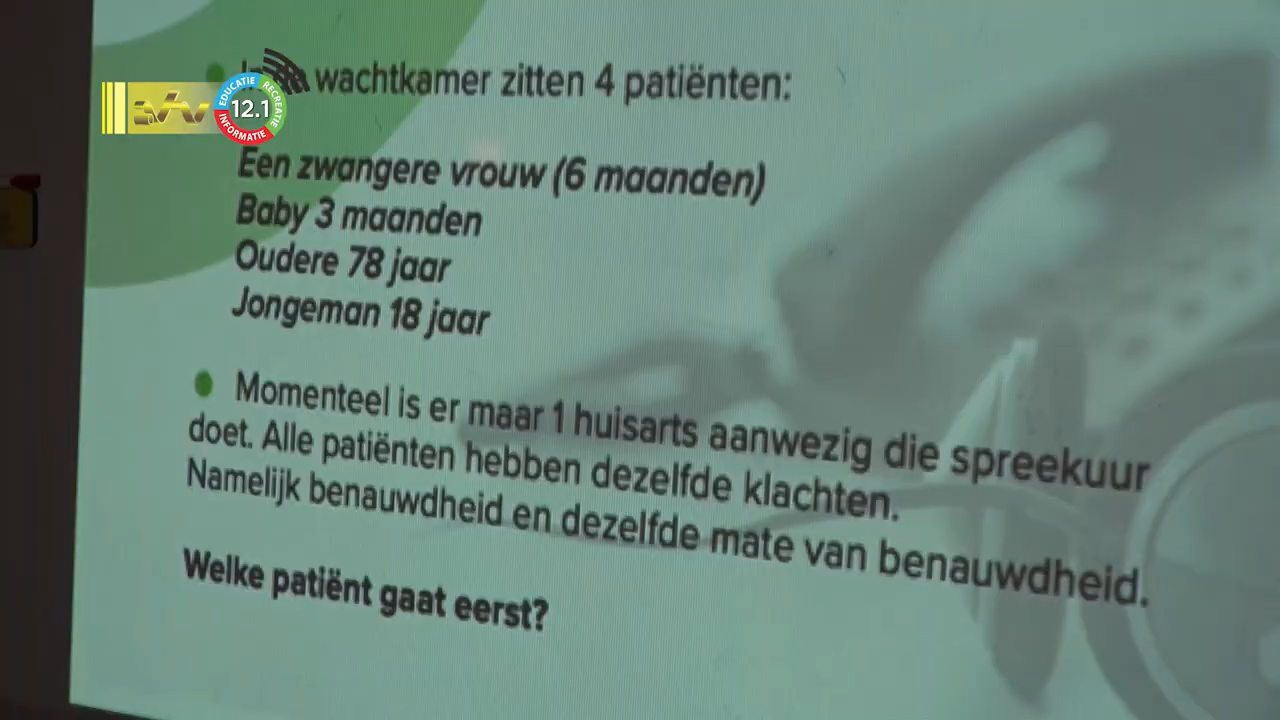 wachtkamer zitten 4 patiënten:
EDUCATIE
RECREATIE
INFORMATIE
12.1
Een zwangere vrouw (6 maanden)
Baby 3 maanden
Oudere 78 jaar
Jongeman 18 jaar
Momenteel is er maar 1 huisarts aanwezig die spreekuur
doet. Alle patiënten hebben dezelfde klachten.
Namelijk benauwdheid en dezelfde mate van benauwdheid.
Welke patiënt gaat eerst?